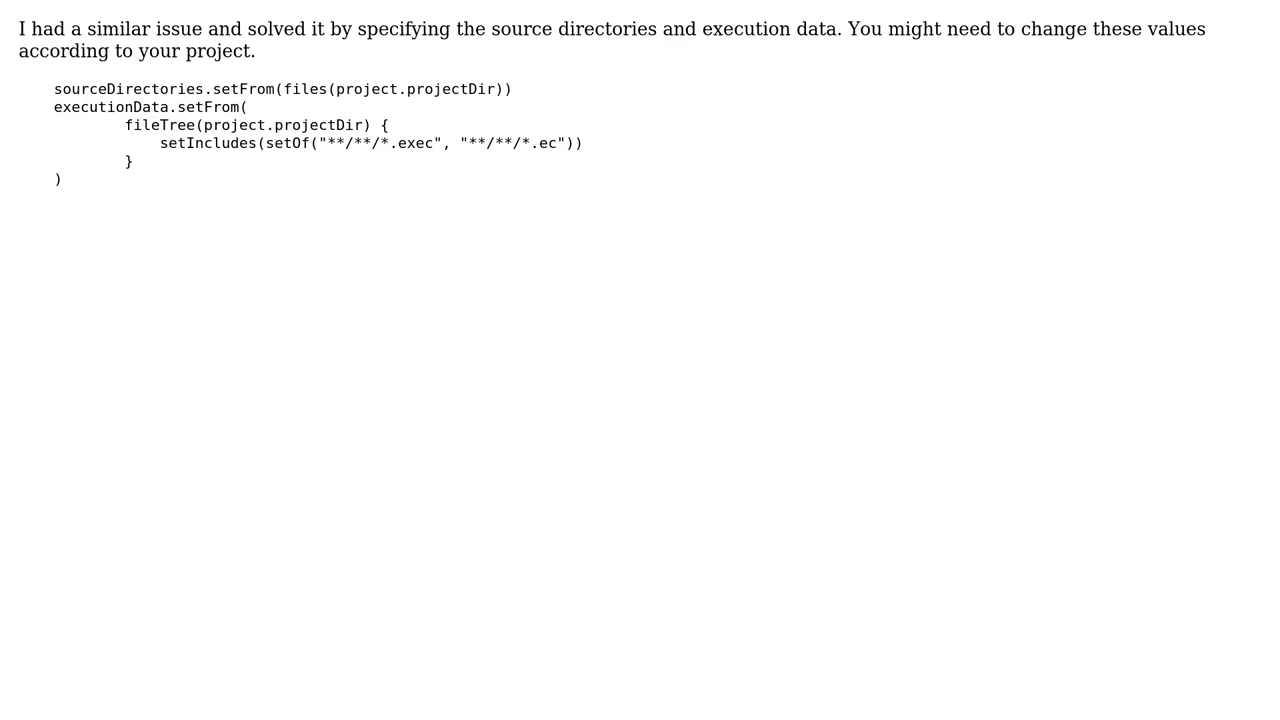 I had a similar issue and solved it by specifying the source directories and execution data. You might need to change these values
according to your project.
    sourceDirectories.setFrom(files(project.projectDir))
    executionData.setFrom(
            fileTree(project.projectDir) {
                setIncludes(setOf("**/**/*.exec", "**/**/*.ec"))
            }
    )